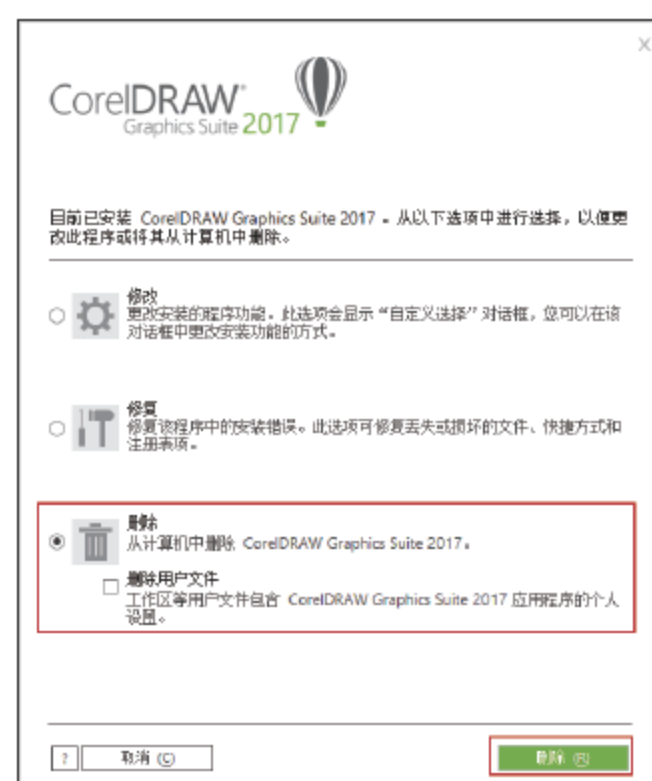 X
CorelDRAW®
Graphics Suite 2017
目前已安装 CorelDRAW Graphics Suite 2017。从以下选项中进行选择，以便更
改此程序或将其从计算机中删除。
修改
更改安装的程序功能。此选项会显示“自定义选择”对话框，您可以在该
对话框中更改安装功能的方式。
修复
修复该程序中的安装错误。此选项可修复丢失或损坏的文件、快捷方式和
注册表项。
删除
从计算机中删除 CorelDRAW Graphics Suite 2017。
删除用户文件
工作区等用户文件包含 CorelDRAW Graphics Suite 2017 应用程序的个人
设置。
? 取消 (C) 删除 (R)